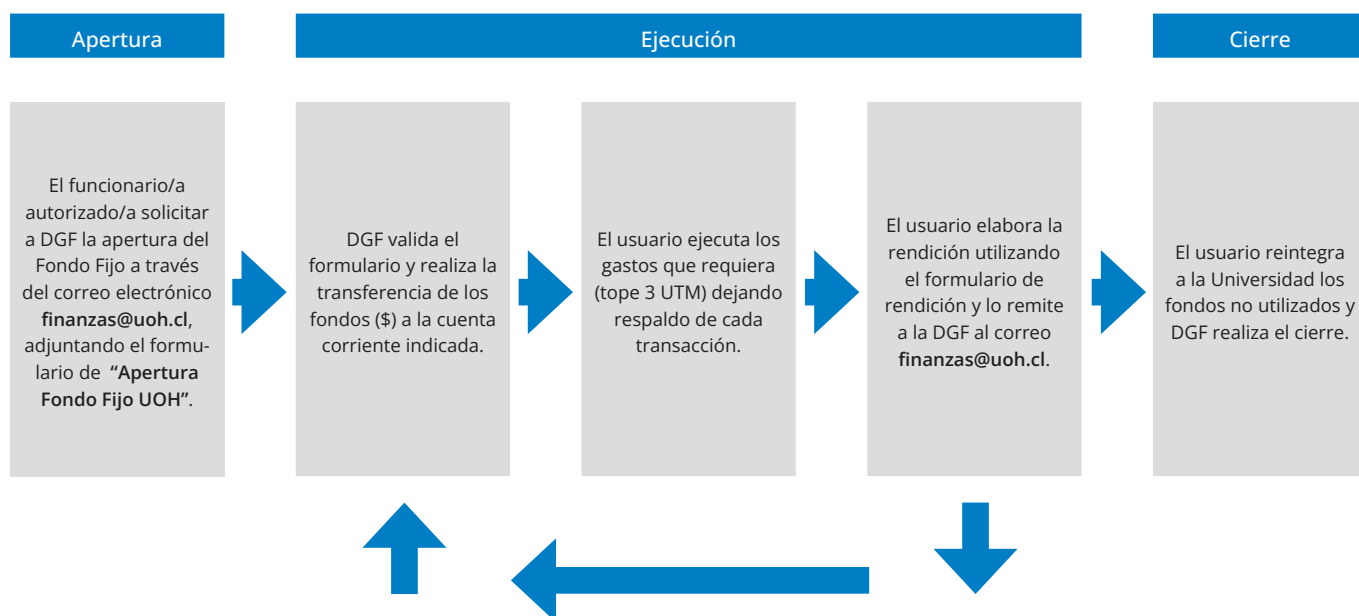 Apertura
Ejecución
Cierre
El funcionario/a
autorizado/a solicitar
a DGF la apertura del
Fondo Fijo a través
del correo electrónico
finanzas@uoh.cl,
adjuntando el formu-
lario de “Apertura
Fondo Fijo UOH”.
DGF valida el
formulario y realiza la
transferencia de los
fondos ($) a la cuenta
corriente indicada.
El usuario ejecuta los
gastos que requiera
(tope 3 UTM) dejando
respaldo de cada
transacción.
El usuario elabora la
rendición utilizando
el formulario de
rendición y lo remite
a la DGF al correo
finanzas@uoh.cl.
El usuario reintegra
a la Universidad los
fondos no utilizados y
DGF realiza el cierre.